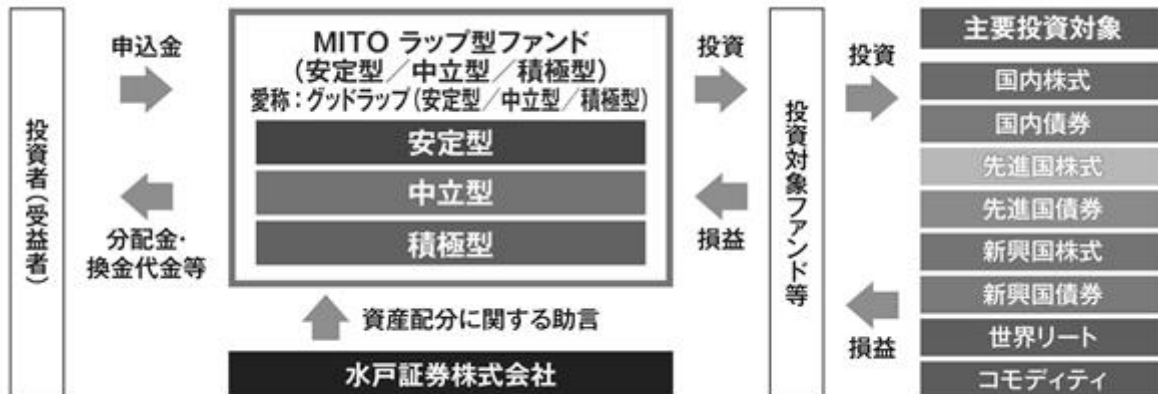 投資者(受益者)
申込金
分配金・
換金代金等
MITO ラップ型ファンド
(安定型／中立型／積極型)
愛称：グッドラップ(安定型／中立型／積極型)
安定型
中立型
積極型
資産配分に関する助言
水戸証券株式会社
投資
損益
投資対象ファンド等
投資
損益
主要投資対象
国内株式
国内債券
先進国株式
先進国債券
新興国株式
新興国債券
世界リート
コモディティ